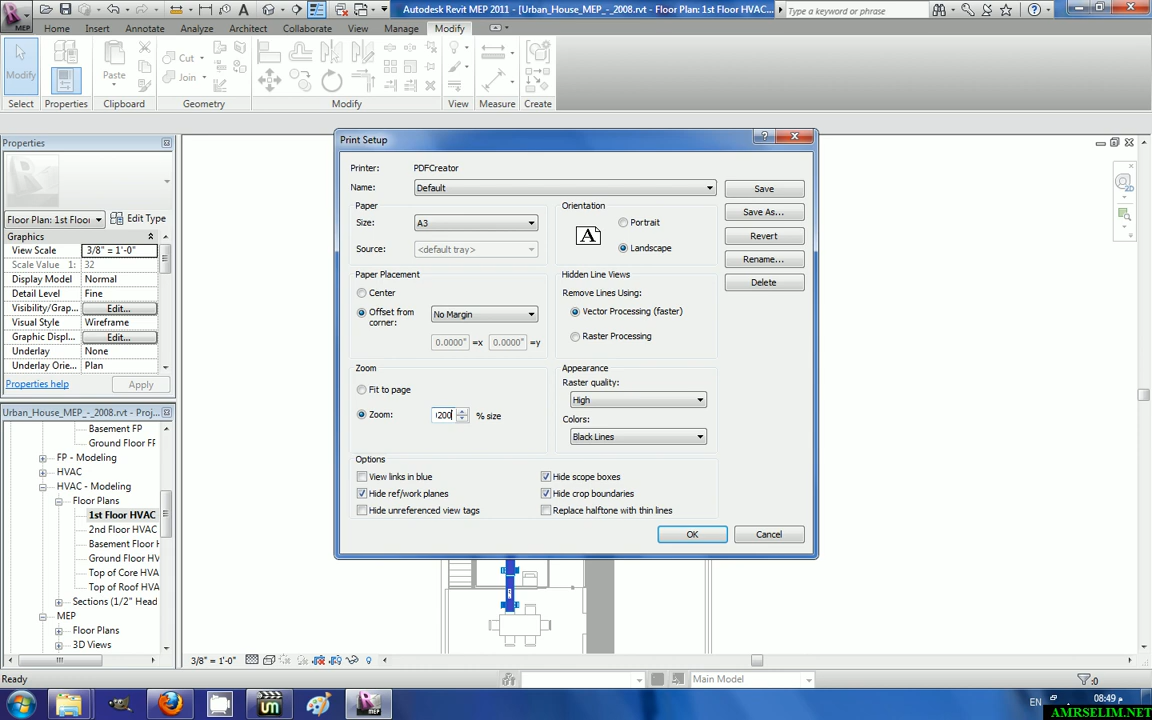 Autodesk Revit MEP 2011 - [Urban_House_MEP_-_2008.rvt - Floor Plan: 1st Floor HVAC...
Type a keyword or phrase
MEP
Home Insert Annotate Analyze Architect Collaborate View Manage Modify
Modify Paste Cut Join
Select Properties Clipboard Geometry Modify View Measure Create
Properties
Floor Plan: 1st Floor Edit Type
Graphics
View Scale 3/8" = 1'-0"
Scale Value 1: 32
Display Model Normal
Detail Level Fine
Visibility/Grap... Edit...
Visual Style Wireframe
Graphic Displ... Edit...
Underlay None
Underlay Orie... Plan
Properties help Apply
Urban_House_MEP_-_2008.rvt - Proj...
Basement FP
Ground Floor FF
FP - Modeling
HVAC
HVAC - Modeling
Floor Plans
1st Floor HVAC
2nd Floor HVAC
Basement Floor H
Ground Floor HV
Top of Core HVA
Top of Roof HVA
Sections (1/2" Head
MEP
Floor Plans
3D Views
Print Setup
Printer: PDFCreator
Name: Default Save
Paper
Size: A3
Source: <default tray>
Orientation
A
Portrait
Landscape
Save As...
Revert
Rename...
Delete
Paper Placement
Center
Offset from corner: No Margin
0.0000" =x 0.0000" =y
Hidden Line Views
Remove Lines Using:
Vector Processing (faster)
Raster Processing
Zoom
Fit to page
Zoom: 200 % size
Appearance
Raster quality:
High
Colors:
Black Lines
Options
View links in blue Hide scope boxes
Hide ref/work planes Hide crop boundaries
Hide unreferenced view tags Replace halftone with thin lines
OK Cancel
2D
3/8" = 1'-0"
Ready Main Model :0
um MEP EN 08:49 ص
AMRSELIM.NET